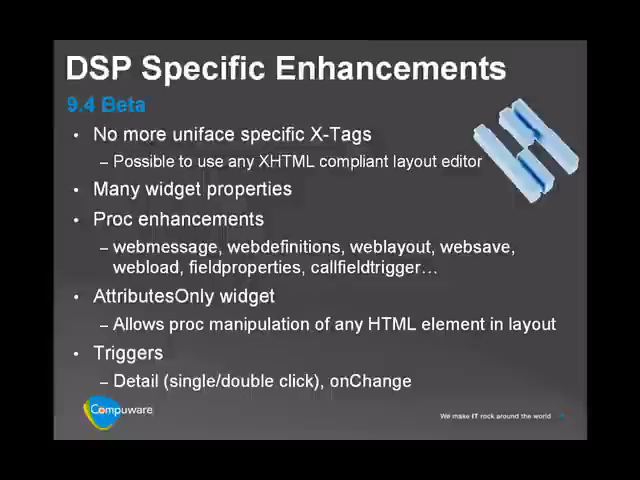 DSP Specific Enhancements
9.4 Beta
• No more uniface specific X-Tags
– Possible to use any XHTML compliant layout editor
• Many widget properties
• Proc enhancements
– webmessage, webdefinitions, weblayout, websave,
webload, fieldproperties, callfieldtrigger…
• AttributesOnly widget
– Allows proc manipulation of any HTML element in layout
• Triggers
– Detail (single/double click), onChange
Compuware
We make IT rock around the world